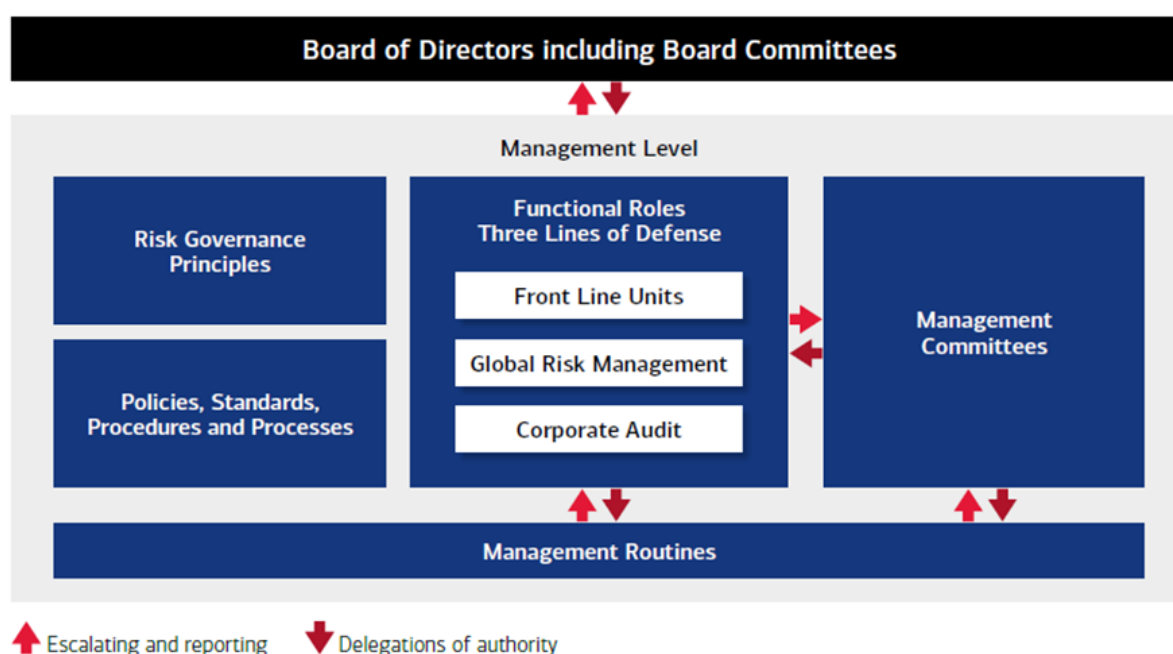 Board of Directors including Board Committees
Management Level
Risk Governance
Principles
Policies, Standards,
Procedures and Processes
Functional Roles
Three Lines of Defense
Front Line Units
Global Risk Management
Corporate Audit
Management
Committees
Management Routines
Escalating and reporting
Delegations of authority